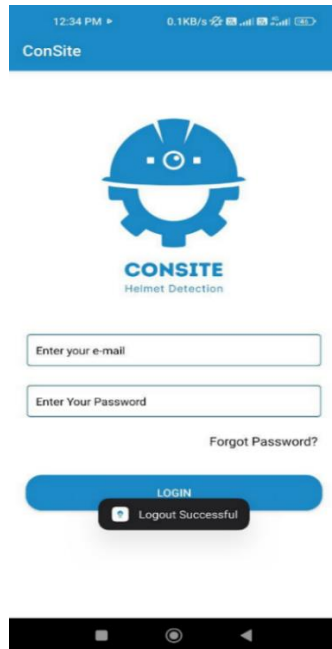 12:34 PM
0.1KB/s
ConSite
CONSITE
Helmet Detection
Enter your e-mail
Enter Your Password
Forgot Password?
LOGIN
Logout Successful